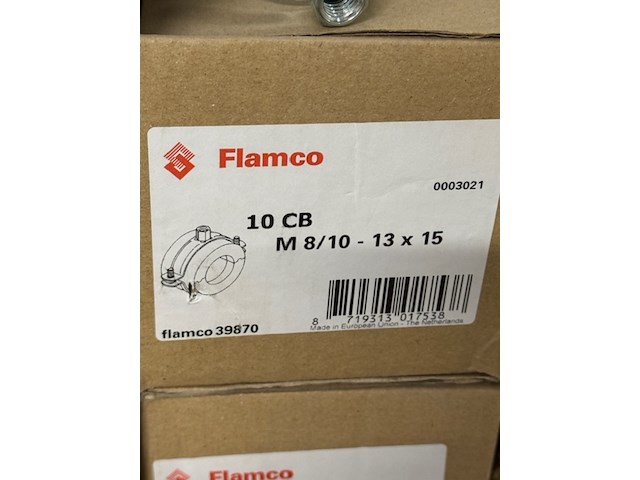 Flamco
0003021
10 CB
M 8/10 - 13 x 15
8 719313 017538
Made in European Union - The Netherlands
flamco 39870
Flamco